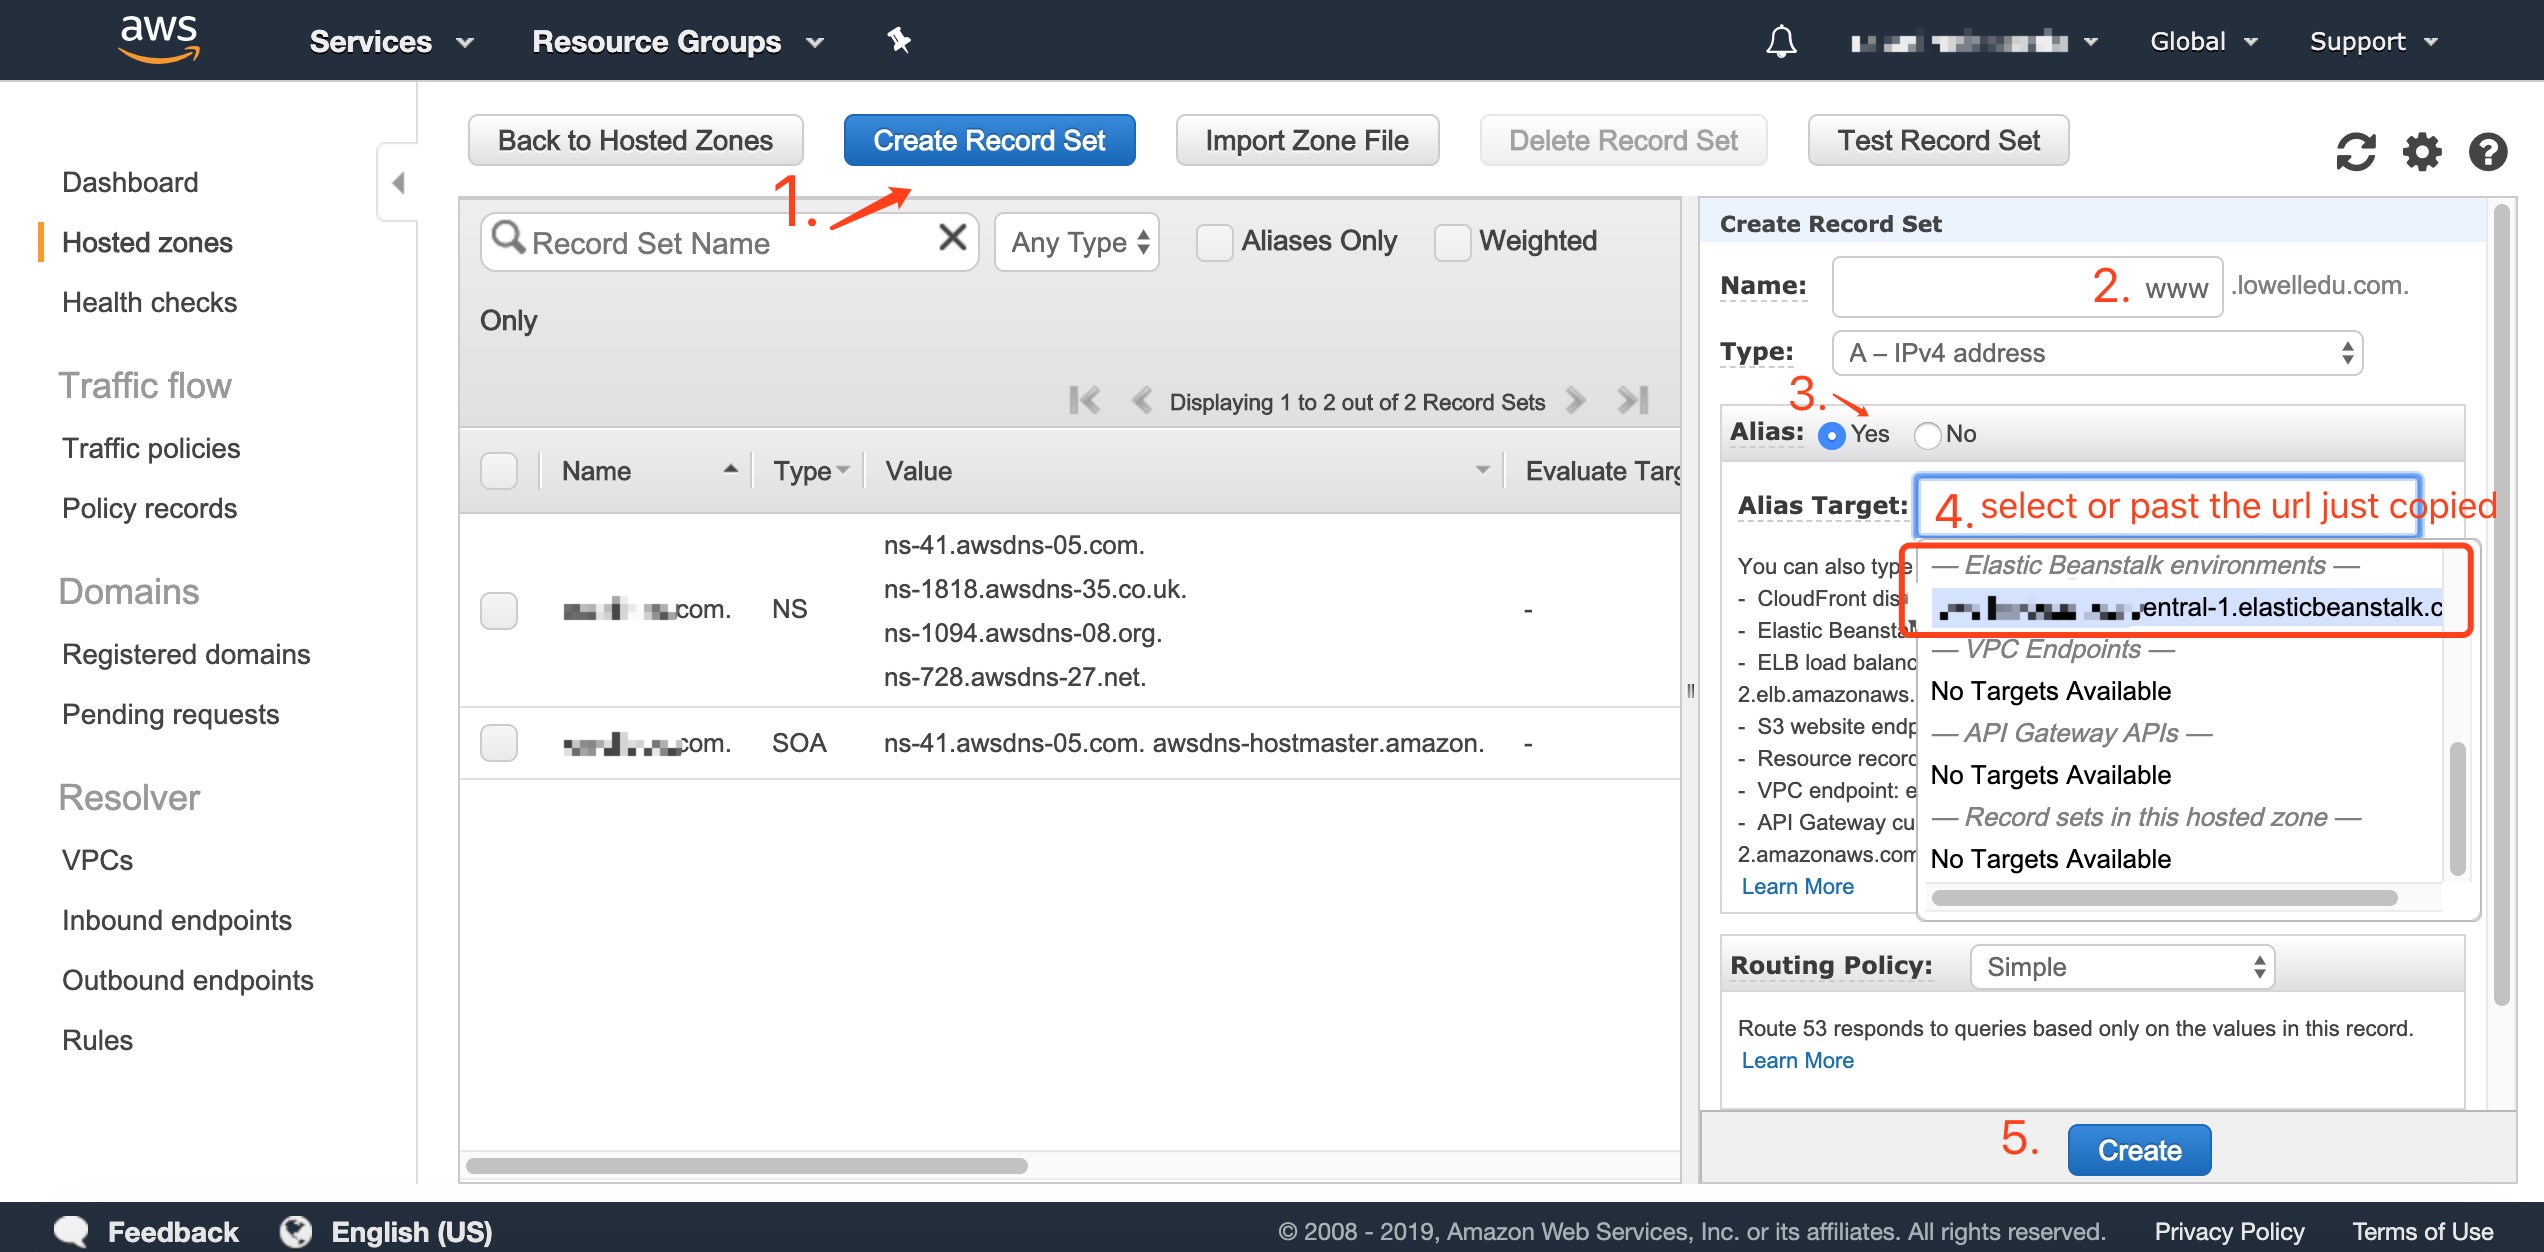 aws
Services
Resource Groups
Global
Support
Back to Hosted Zones
Create Record Set
Import Zone File
Delete Record Set
Test Record Set
Dashboard
Hosted zones
Health checks
Traffic flow
Traffic policies
Policy records
Domains
Registered domains
Pending requests
Resolver
VPCs
Inbound endpoints
Outbound endpoints
Rules
1.
Record Set Name
Any Type
Aliases Only
Weighted
Only
Displaying 1 to 2 out of 2 Record Sets
Name
Type
Value
Evaluate Targ
com.
NS
ns-41.awsdns-05.com.
ns-1818.awsdns-35.co.uk.
ns-1094.awsdns-08.org.
ns-728.awsdns-27.net.
-
com.
SOA
ns-41.awsdns-05.com. awsdns-hostmaster.amazon.
-
Create Record Set
Name:
2. www
.lowelledu.com.
Type:
A – IPv4 address
3.
Alias:
Yes
No
Alias Target:
4. select or past the url just copied
You can also type
- CloudFront dis
- Elastic Beansta
- ELB load balanc
2.elb.amazonaws.
- S3 website endp
- Resource record
- VPC endpoint: e
- API Gateway cu
2.amazonaws.com
Learn More
— Elastic Beanstalk environments —
entral-1.elasticbeanstalk.c
— VPC Endpoints —
No Targets Available
— API Gateway APIs —
No Targets Available
— Record sets in this hosted zone —
No Targets Available
Routing Policy:
Simple
Route 53 responds to queries based only on the values in this record.
Learn More
5.
Create
Feedback
English (US)
© 2008 - 2019, Amazon Web Services, Inc. or its affiliates. All rights reserved.
Privacy Policy
Terms of Use